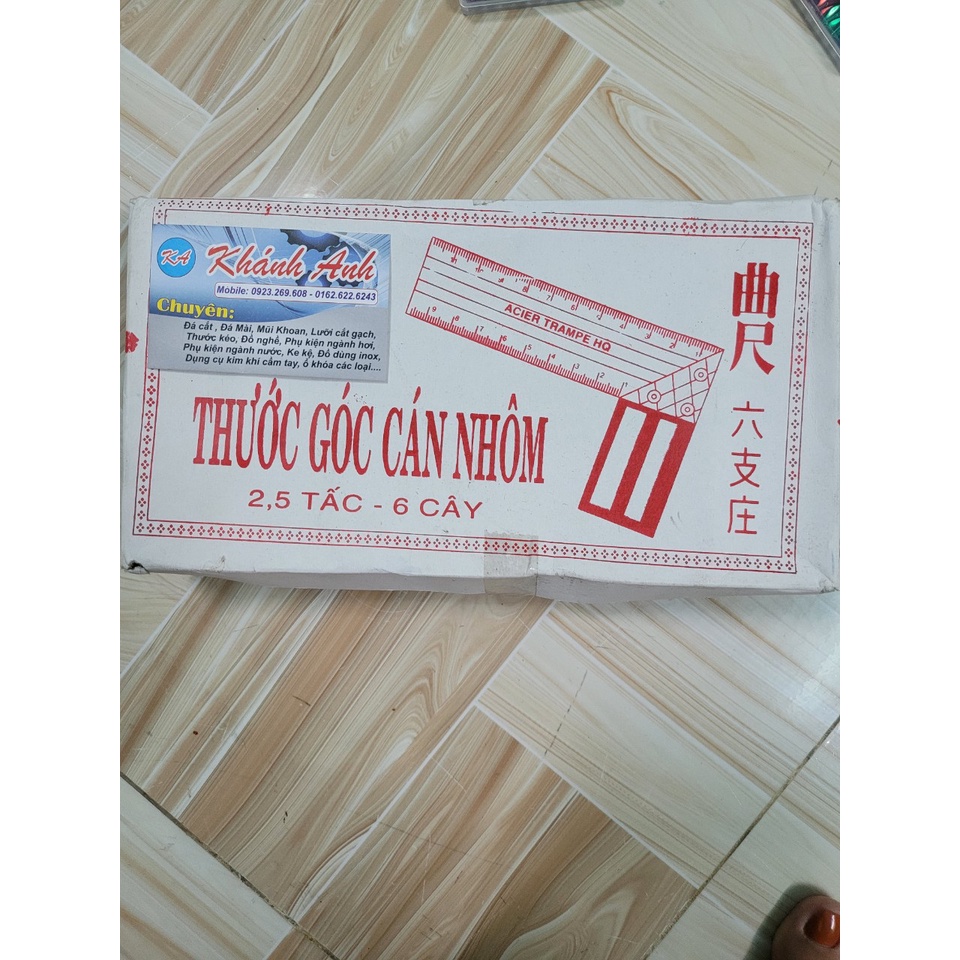 KA
Khánh Anh
Mobile: 0923.269.608 - 0162.622.6243
Chuyên:
Đá cắt , Đá Mài, Mũi Khoan, Lưỡi cắt gạch,
Thước kéo, Đồ nghề, Phụ kiện ngành hơi,
Phụ kiện ngành nước, Ke kệ, Đồ dùng inox,
Dụng cụ kim khí cầm tay, ổ khóa các loại....
THƯỚC GÓC CÁN NHÔM
2,5 TẤC - 6 CÂY
ACIER TRAMPE HQ
曲尺
六支庄